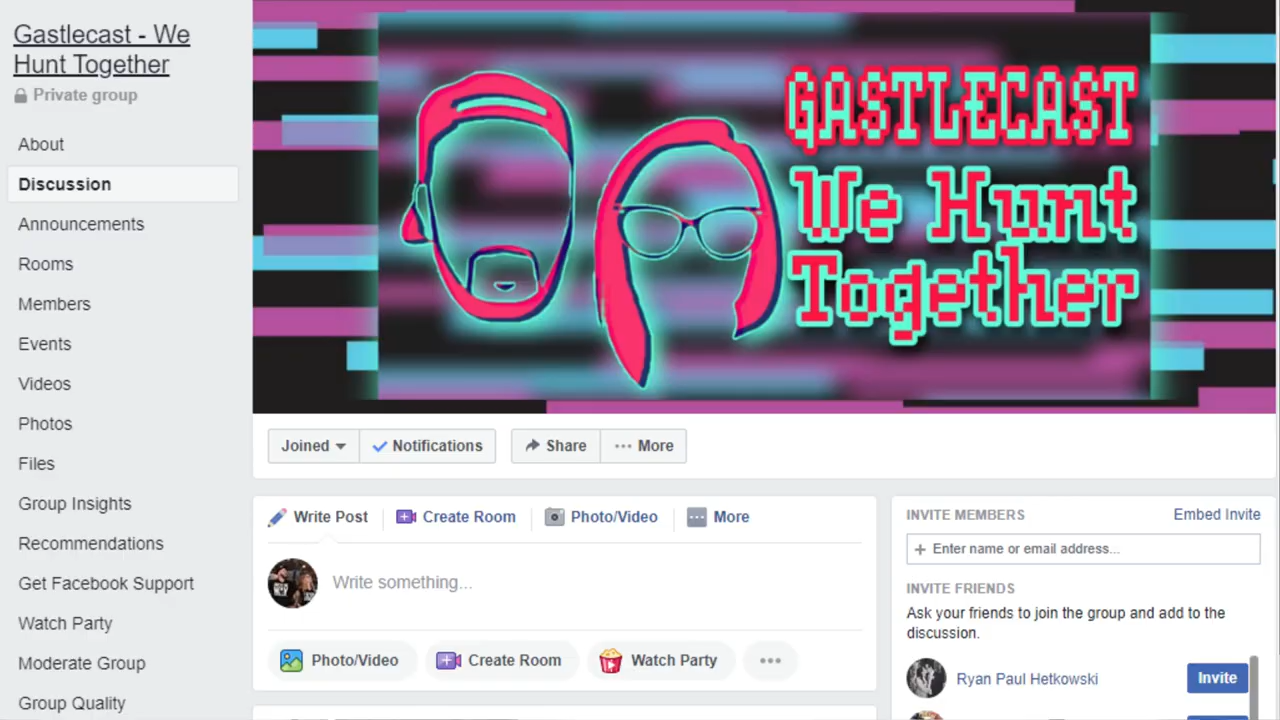 Gastlecast - We
Hunt Together
Private group
About
Discussion
Announcements
Rooms
Members
Events
Videos
Photos
Files
Group Insights
Recommendations
Get Facebook Support
Watch Party
Moderate Group
Group Quality
GASTLECAST
We Hunt
Together
Joined
Notifications
Share
More
Write Post
Create Room
Photo/Video
More
Write something...
Photo/Video
Create Room
Watch Party
INVITE MEMBERS
Embed Invite
+ Enter name or email address...
INVITE FRIENDS
Ask your friends to join the group and add to the
discussion.
Ryan Paul Hetkowski
Invite